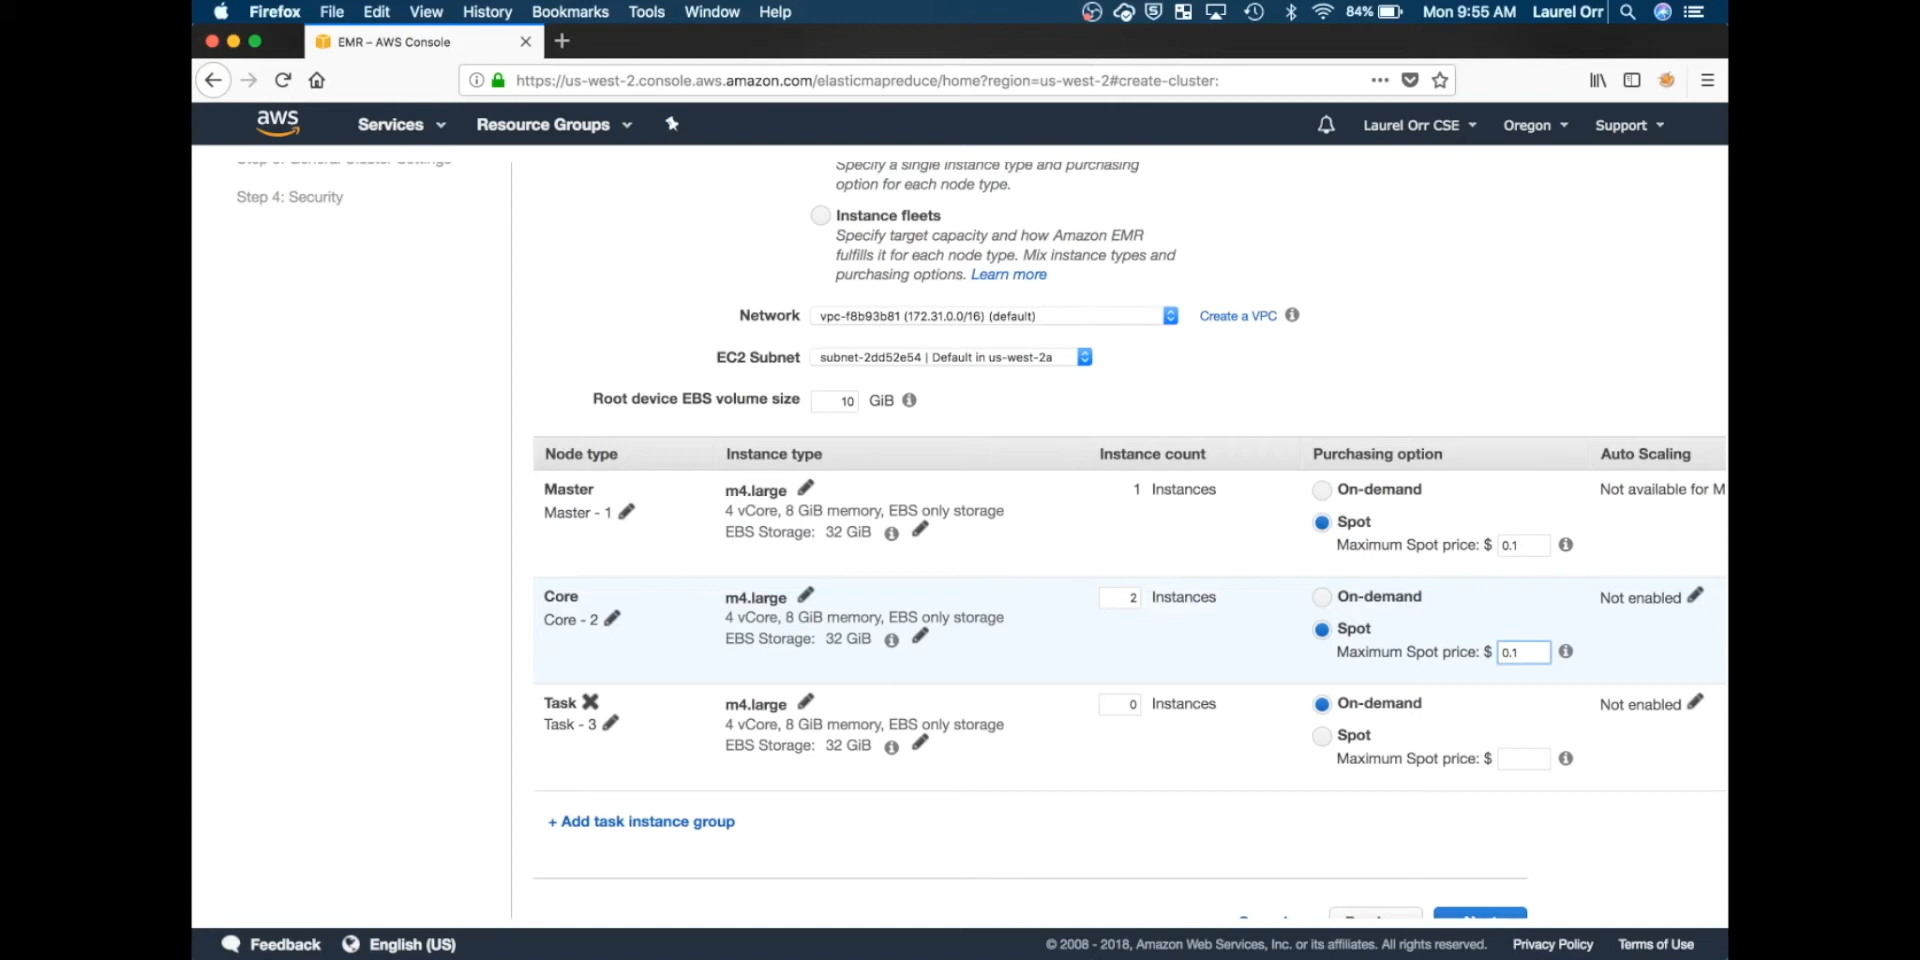 Firefox File Edit View History Bookmarks Tools Window Help 84% Mon 9:55 AM Laurel Orr
EMR – AWS Console
https://us-west-2.console.aws.amazon.com/elasticmapreduce/home?region=us-west-2#create-cluster:
aws Services Resource Groups Laurel Orr CSE Oregon Support
Step 3: General Cluster Settings
Step 4: Security
Specify a single instance type and purchasing
option for each node type.
Instance fleets
Specify target capacity and how Amazon EMR
fulfills it for each node type. Mix instance types and
purchasing options. Learn more
Network vpc-f8b93b81 (172.31.0.0/16) (default) Create a VPC
EC2 Subnet subnet-2dd52e54 | Default in us-west-2a
Root device EBS volume size 10 GiB
Node type Instance type Instance count Purchasing option Auto Scaling
Master m4.large 1 Instances On-demand Not available for M
Master - 1 4 vCore, 8 GiB memory, EBS only storage Spot
EBS Storage: 32 GiB Maximum Spot price: $ 0.1
Core m4.large 2 Instances On-demand Not enabled
Core - 2 4 vCore, 8 GiB memory, EBS only storage Spot
EBS Storage: 32 GiB Maximum Spot price: $ 0.1
Task m4.large 0 Instances On-demand Not enabled
Task - 3 4 vCore, 8 GiB memory, EBS only storage Spot
EBS Storage: 32 GiB Maximum Spot price: $
+ Add task instance group
Feedback English (US) © 2008 - 2018, Amazon Web Services, Inc. or its affiliates. All rights reserved. Privacy Policy Terms of Use